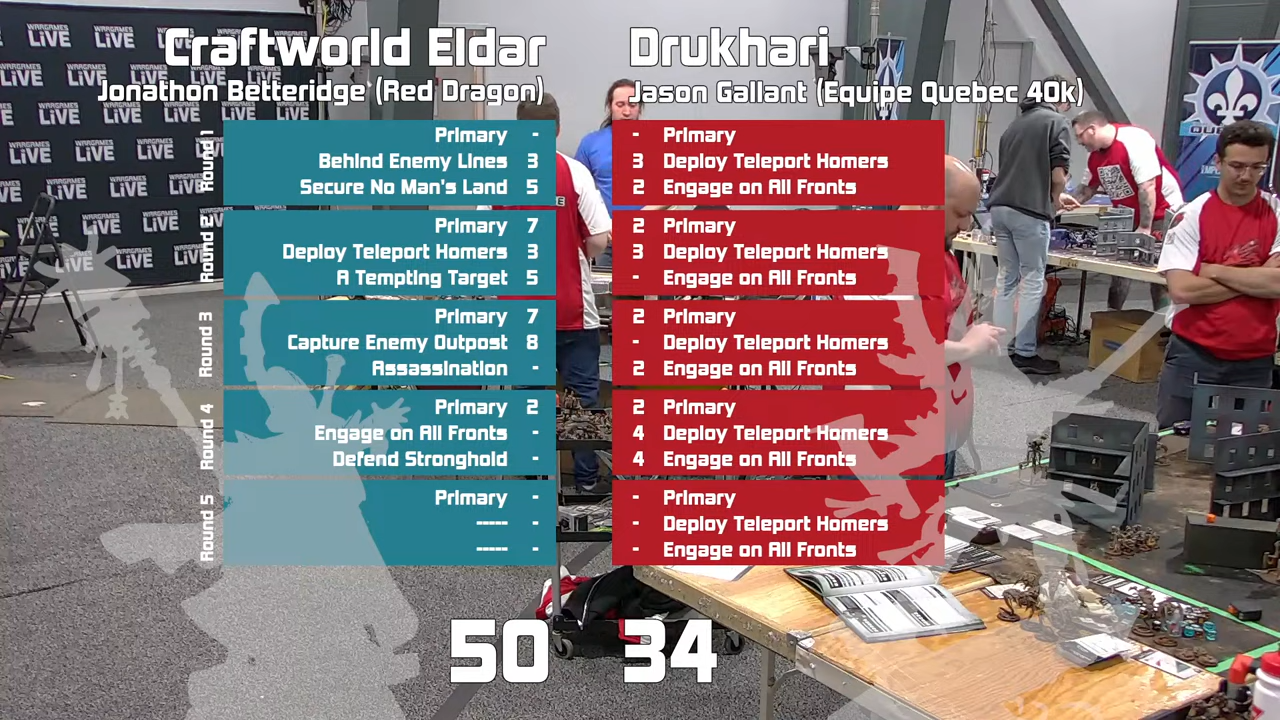 Craftworld Eldar
Jonathon Betteridge (Red Dragon)
Round 1
Primary -
Behind Enemy Lines 3
Secure No Man's Land 5
Round 2
Primary 7
Deploy Teleport Homers 3
A Tempting Target 5
Round 3
Primary 7
Capture Enemy Outpost 8
Assassination -
Round 4
Primary 2
Engage on All Fronts -
Defend Stronghold -
Round 5
Primary -
----- -
----- -
50
Drukhari
Jason Gallant (Equipe Quebec 40k)
- Primary
3 Deploy Teleport Homers
2 Engage on All Fronts
2 Primary
3 Deploy Teleport Homers
- Engage on All Fronts
2 Primary
- Deploy Teleport Homers
2 Engage on All Fronts
2 Primary
4 Deploy Teleport Homers
4 Engage on All Fronts
- Primary
- Deploy Teleport Homers
- Engage on All Fronts
34
WARGAMES LIVE